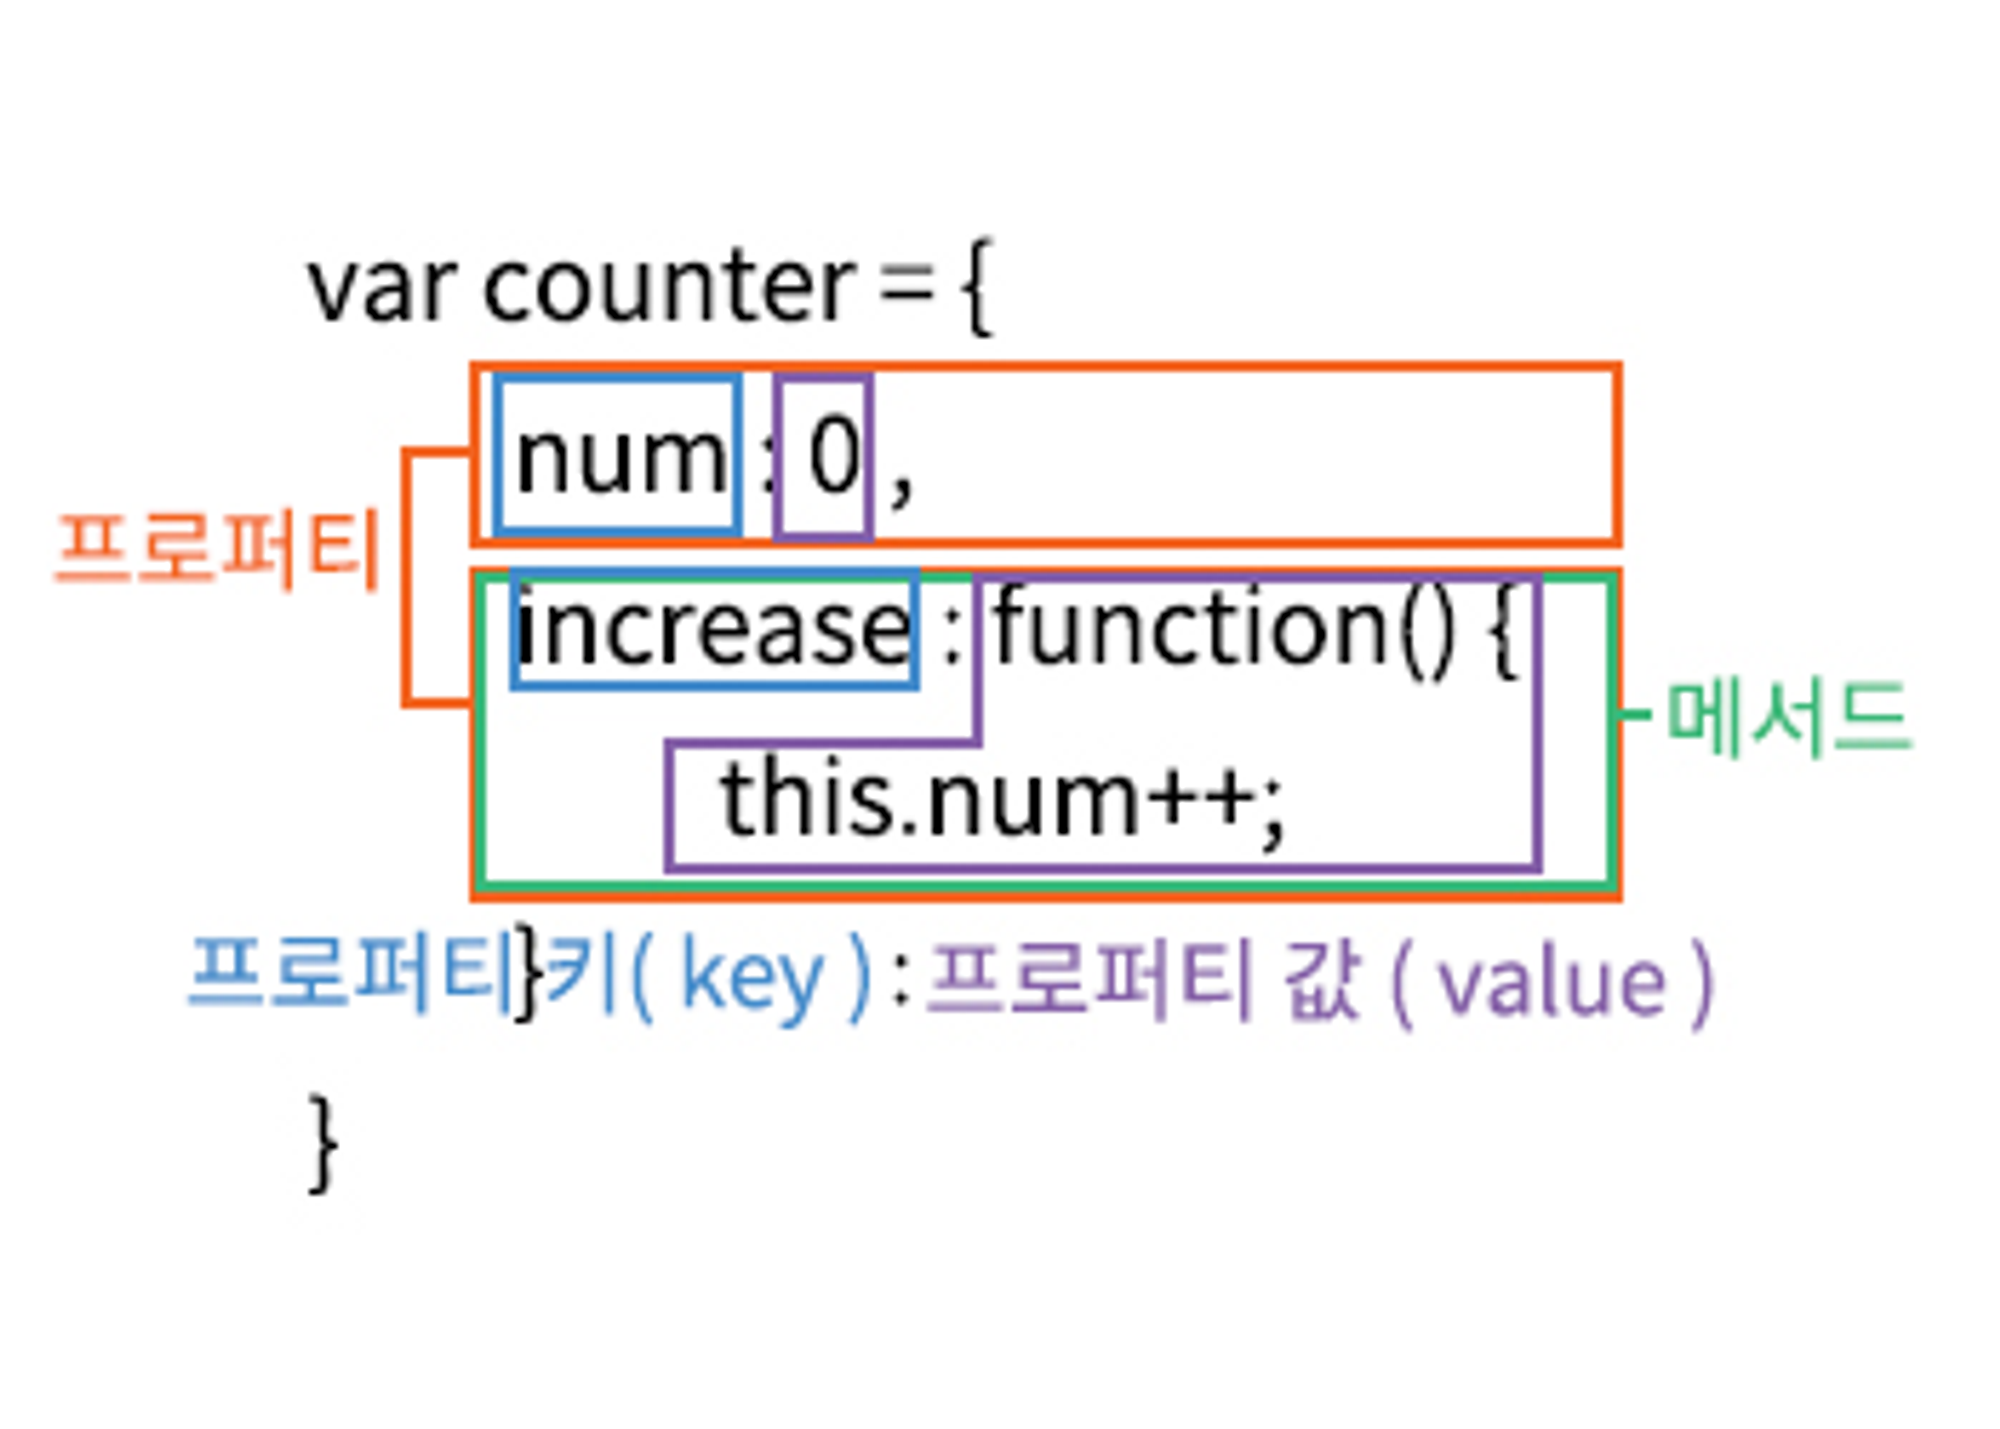 var counter = {
num : 0 ,
프로퍼티
increase : function() {
메서드
this.num++;
}
프로퍼티 키( key ) : 프로퍼티 값 ( value )
}